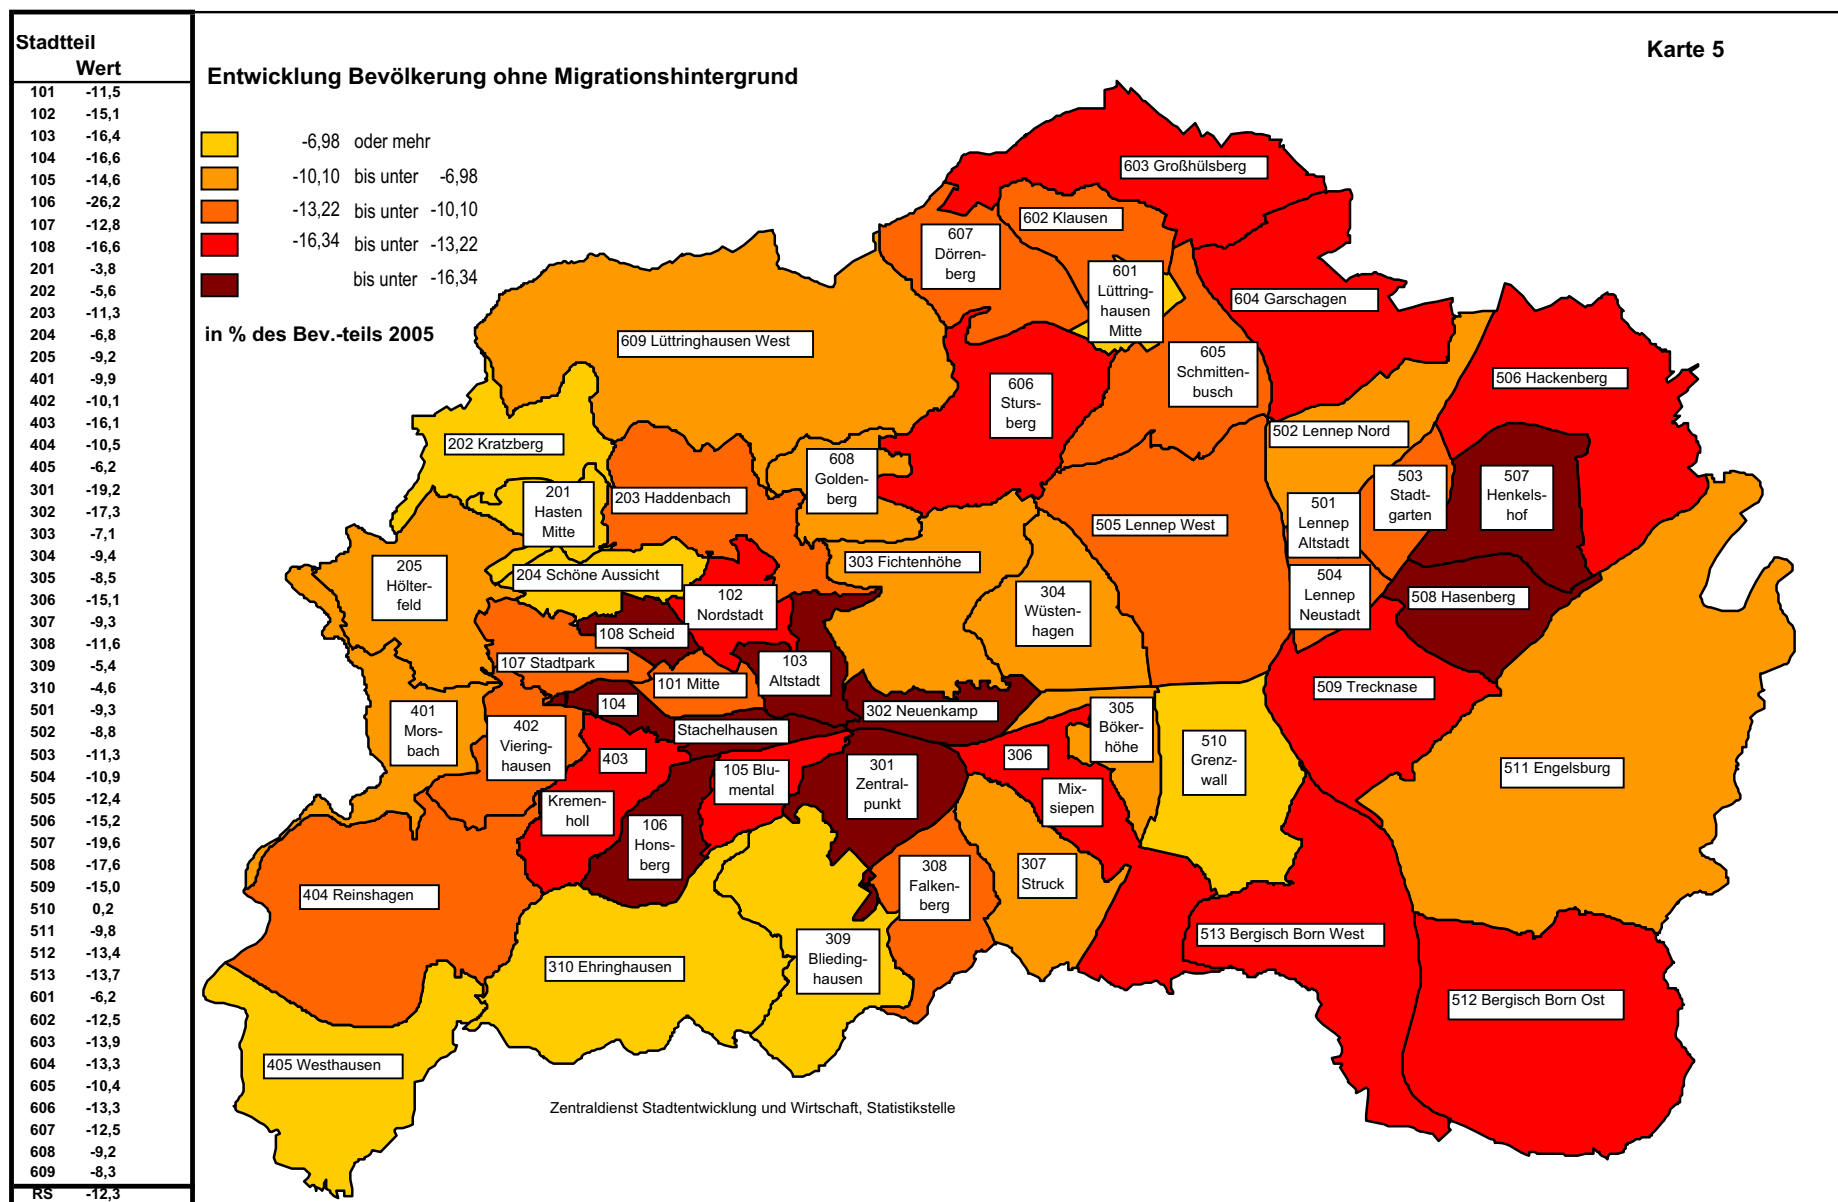 Stadtteil
Wert
101 -11,5
102 -15,1
103 -16,4
104 -16,6
105 -14,6
106 -26,2
107 -12,8
108 -16,6
201 -3,8
202 -5,6
203 -11,3
204 -6,8
205 -9,2
401 -9,9
402 -10,1
403 -16,1
404 -10,5
405 -6,2
301 -19,2
302 -17,3
303 -7,1
304 -9,4
305 -8,5
306 -15,1
307 -9,3
308 -11,6
309 -5,4
310 -4,6
501 -9,3
502 -8,8
503 -11,3
504 -10,9
505 -12,4
506 -15,2
507 -19,6
508 -17,6
509 -15,0
510 0,2
511 -9,8
512 -13,4
513 -13,7
601 -6,2
602 -12,5
603 -13,9
604 -13,3
605 -10,4
606 -13,3
607 -12,5
608 -9,2
609 -8,3
RS -12,3
Karte 5
Entwicklung Bevölkerung ohne Migrationshintergrund
-6,98 oder mehr
-10,10 bis unter -6,98
-13,22 bis unter -10,10
-16,34 bis unter -13,22
bis unter -16,34
in % des Bev.-teils 2005
603 Großhülsberg
602 Klausen
607
Dörren-
berg
601
Lüttring-
hausen
Mitte
604 Garschagen
609 Lüttringhausen West
605
Schmitten-
busch
606
Sturs-
berg
506 Hackenberg
202 Kratzberg
502 Lennep Nord
608
Golden-
berg
203 Haddenbach
201
Hasten
Mitte
503
Stadt-
garten
507
Henkels-
hof
501
Lennep
Altstadt
505 Lennep West
303 Fichtenhöhe
205
Hölter-
feld
204 Schöne Aussicht
102
Nordstadt
304
Wüsten-
hagen
504
Lennep
Neustadt
508 Hasenberg
108 Scheid
107 Stadtpark
103
Altstadt
101 Mitte
509 Trecknase
104
Stachelhausen
302 Neuenkamp
401
Mors-
bach
402
Viering-
hausen
305
Böker-
höhe
510
Grenz-
wall
403
Kremen-
holl
105 Blu-
mental
301
Zentral-
punkt
306
Mix-
siepen
511 Engelsburg
106
Hons-
berg
404 Reinshagen
308
Falken-
berg
307
Struck
513 Bergisch Born West
309
Blieding-
hausen
310 Ehringhausen
512 Bergisch Born Ost
405 Westhausen
Zentraldienst Stadtentwicklung und Wirtschaft, Statistikstelle